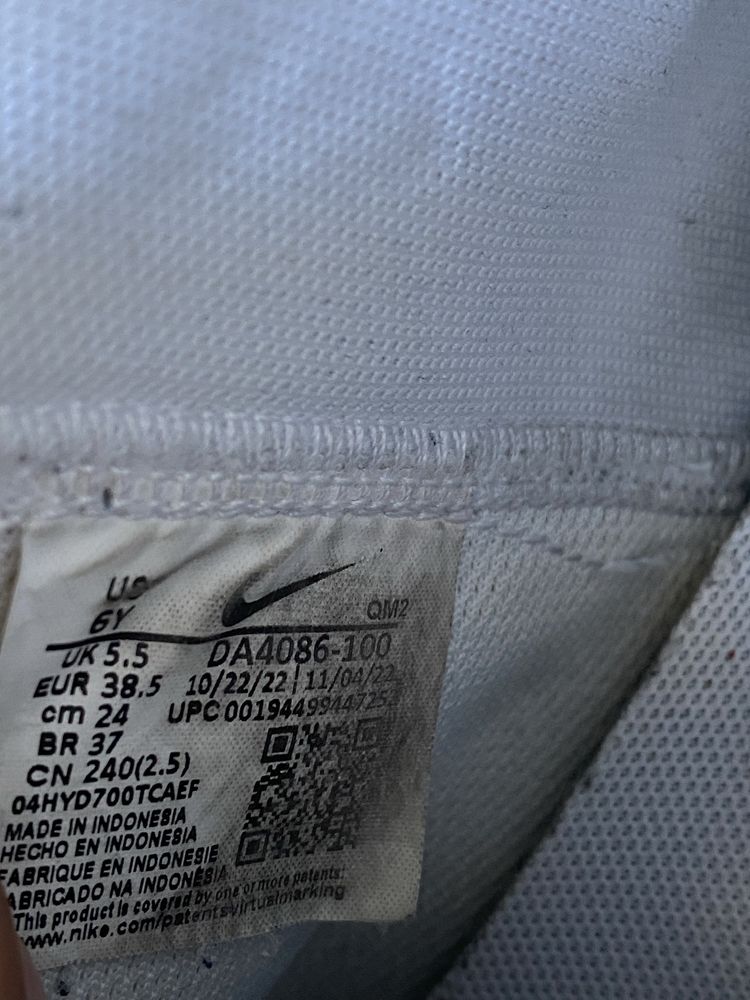 US
6Y
QM2
UK 5.5 DA4086-100
EUR 38.5 10/22/22 | 11/04/22
cm 24 UPC
BR 37
CN 240(2.5)
04HYD700TCAEF
MADE IN INDONESIA
HECHO EN INDONESIA
FABRIQUE EN INDONESIE
ABRICADO NA INDONESIA
This product is covered by one or more patents:
www.nike.com/patentsvirtualmarking